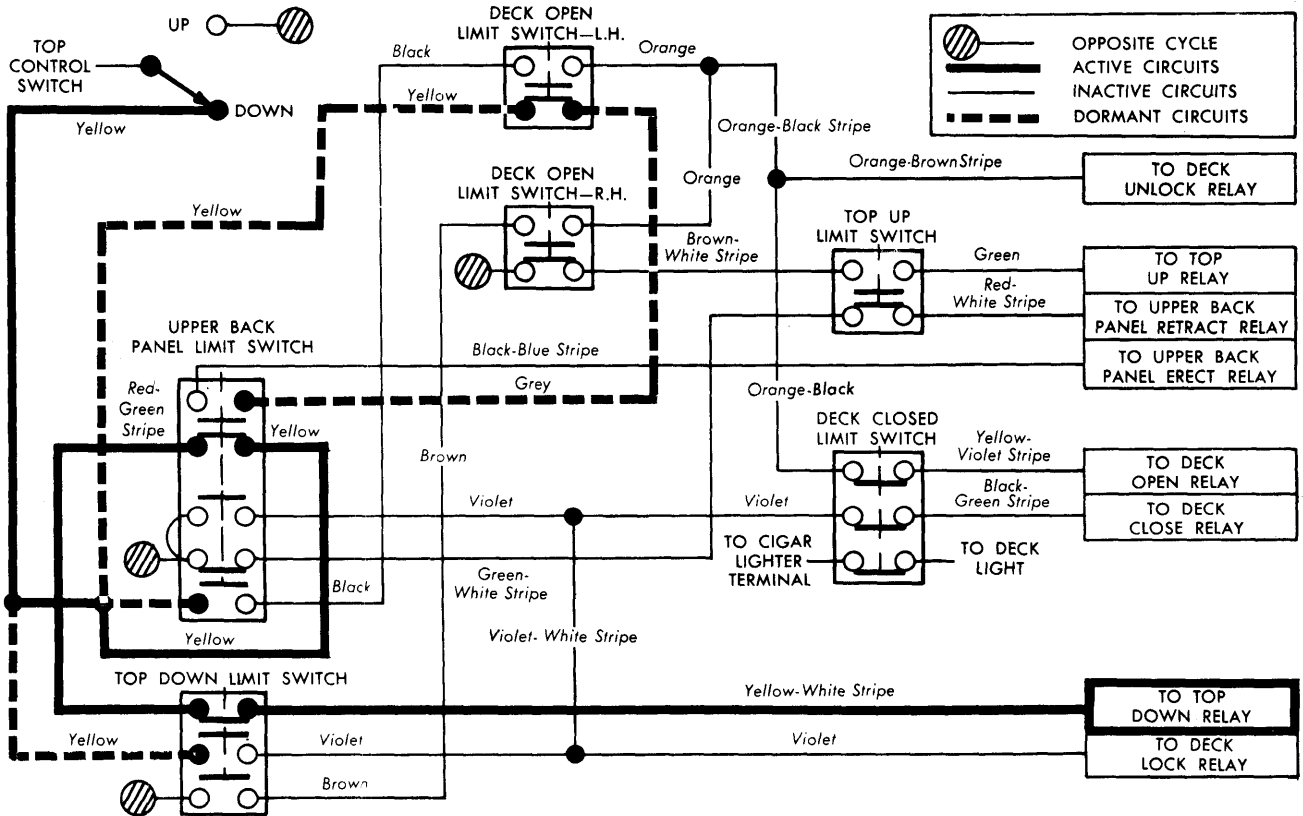 UP
TOP
CONTROL
SWITCH
DOWN
Yellow
DECK OPEN
LIMIT SWITCH—L.H.
Black
Orange
Yellow
OPPOSITE CYCLE
ACTIVE CIRCUITS
INACTIVE CIRCUITS
DORMANT CIRCUITS
Orange-Black Stripe
Orange-Brown Stripe
TO DECK
UNLOCK RELAY
DECK OPEN
LIMIT SWITCH—R.H.
Orange
Yellow
Brown-
White Stripe
TOP UP
LIMIT SWITCH
Green
Red-
White Stripe
TO TOP
UP RELAY
TO UPPER BACK
PANEL RETRACT RELAY
TO UPPER BACK
PANEL ERECT RELAY
UPPER BACK
PANEL LIMIT SWITCH
Black-Blue Stripe
Grey
Red-
Green
Stripe
Yellow
Orange-Black
DECK CLOSED
LIMIT SWITCH
Yellow-
Violet Stripe
Black-
Green Stripe
TO DECK
OPEN RELAY
TO DECK
CLOSE RELAY
Brown
Violet
Violet
TO CIGAR
LIGHTER
TERMINAL
TO DECK
LIGHT
Green-
White Stripe
Black
Yellow
Violet- White Stripe
TOP DOWN LIMIT SWITCH
Yellow-White Stripe
TO TOP
DOWN RELAY
Yellow
Violet
Violet
TO DECK
LOCK RELAY
Brown